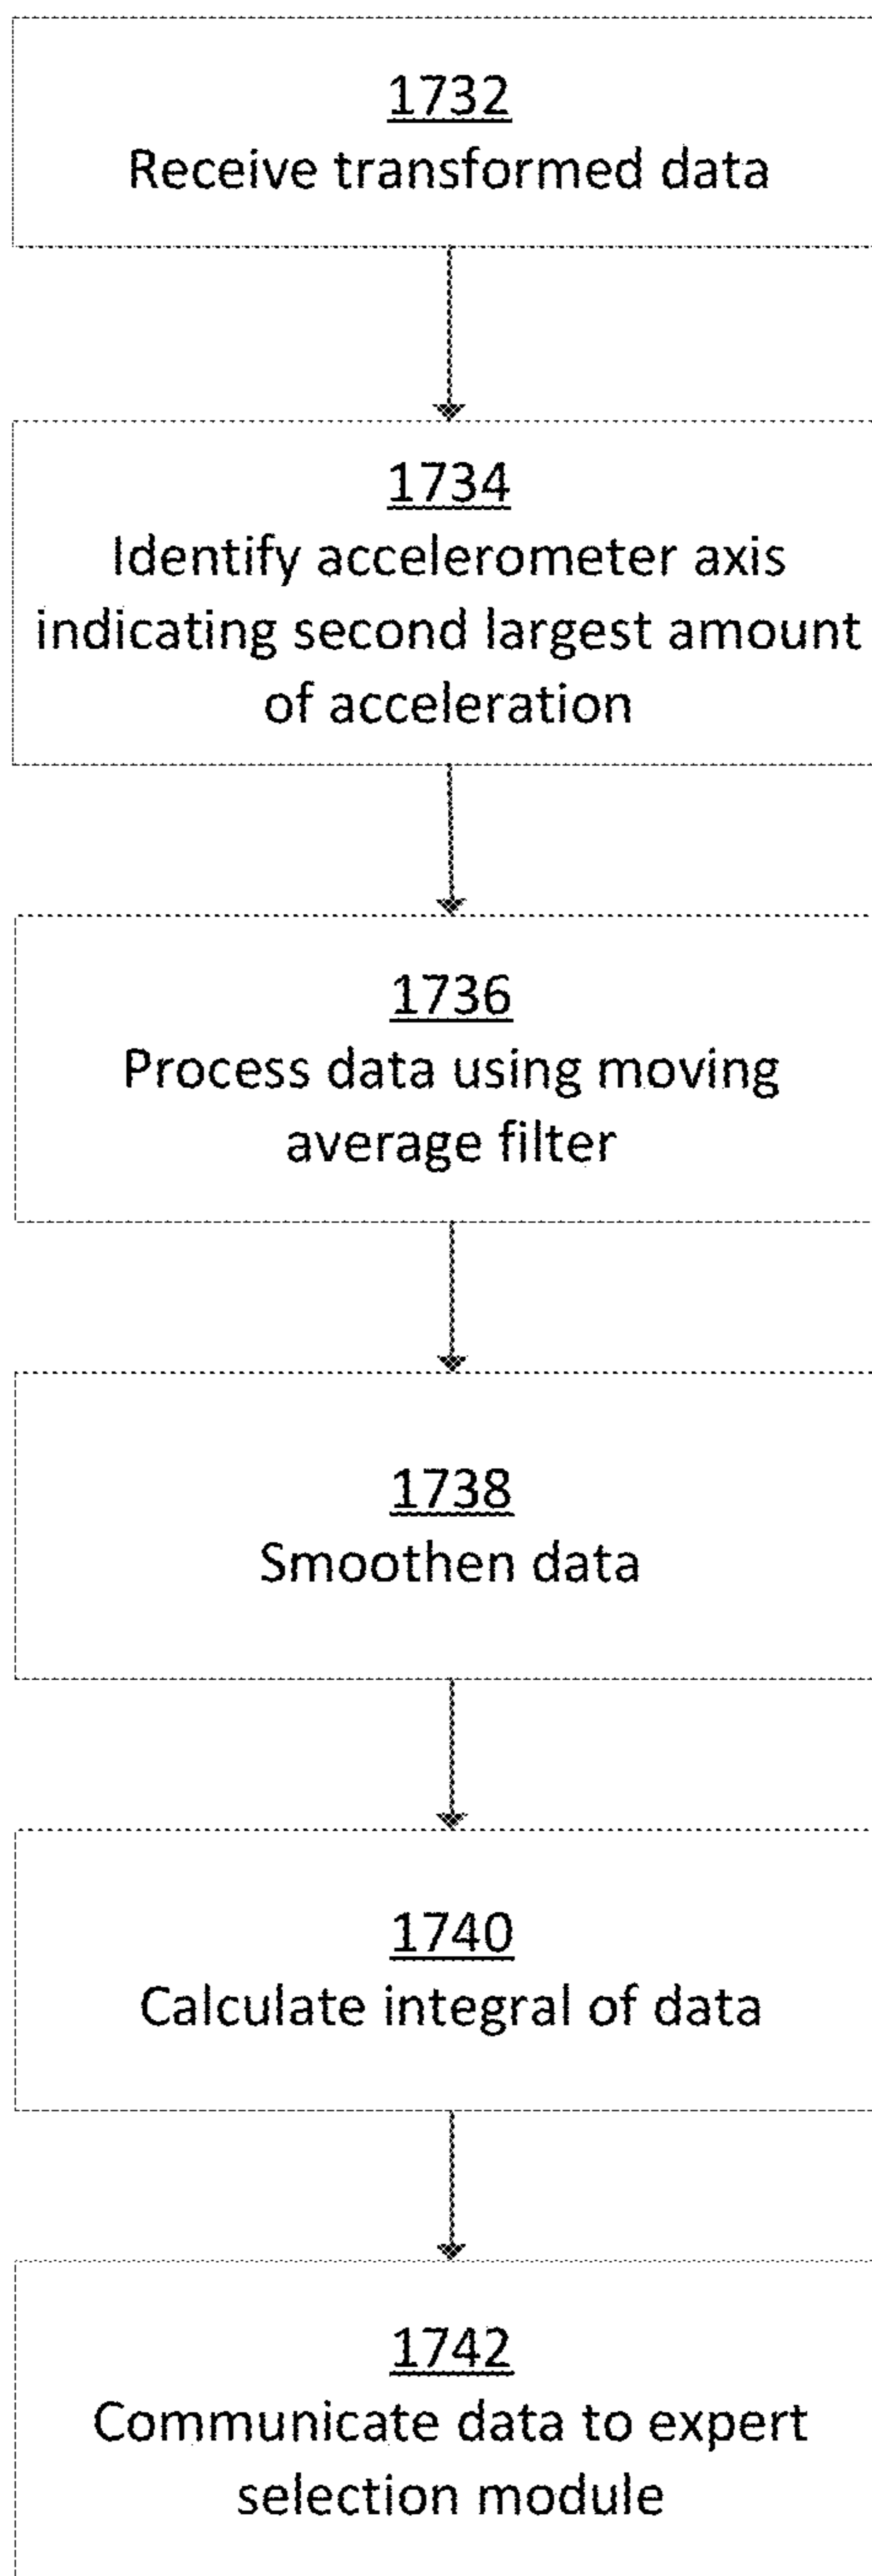 1732
Receive transformed data
1734
Identify accelerometer axis
indicating second largest amount
of acceleration
1736
Process data using moving
average filter
1738
Smoothen data
1740
Calculate integral of data
1742
Communicate data to expert
selection module